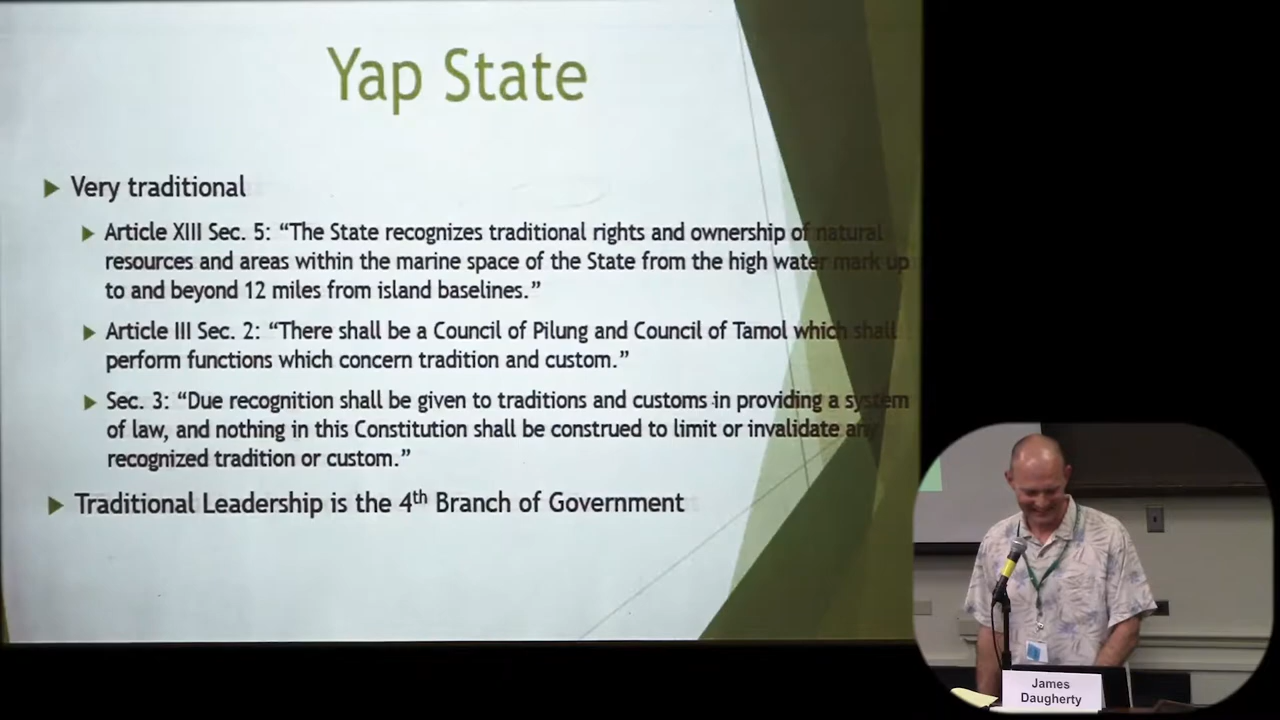 Yap State
Very traditional
Article XIII Sec. 5: “The State recognizes traditional rights and ownership of natural
resources and areas within the marine space of the State from the high water mark up
to and beyond 12 miles from island baselines.”
Article III Sec. 2: “There shall be a Council of Pilung and Council of Tamol which shall
perform functions which concern tradition and custom.”
Sec. 3: “Due recognition shall be given to traditions and customs in providing a system
of law, and nothing in this Constitution shall be construed to limit or invalidate any
recognized tradition or custom.”
Traditional Leadership is the 4th Branch of Government
James
Daugherty